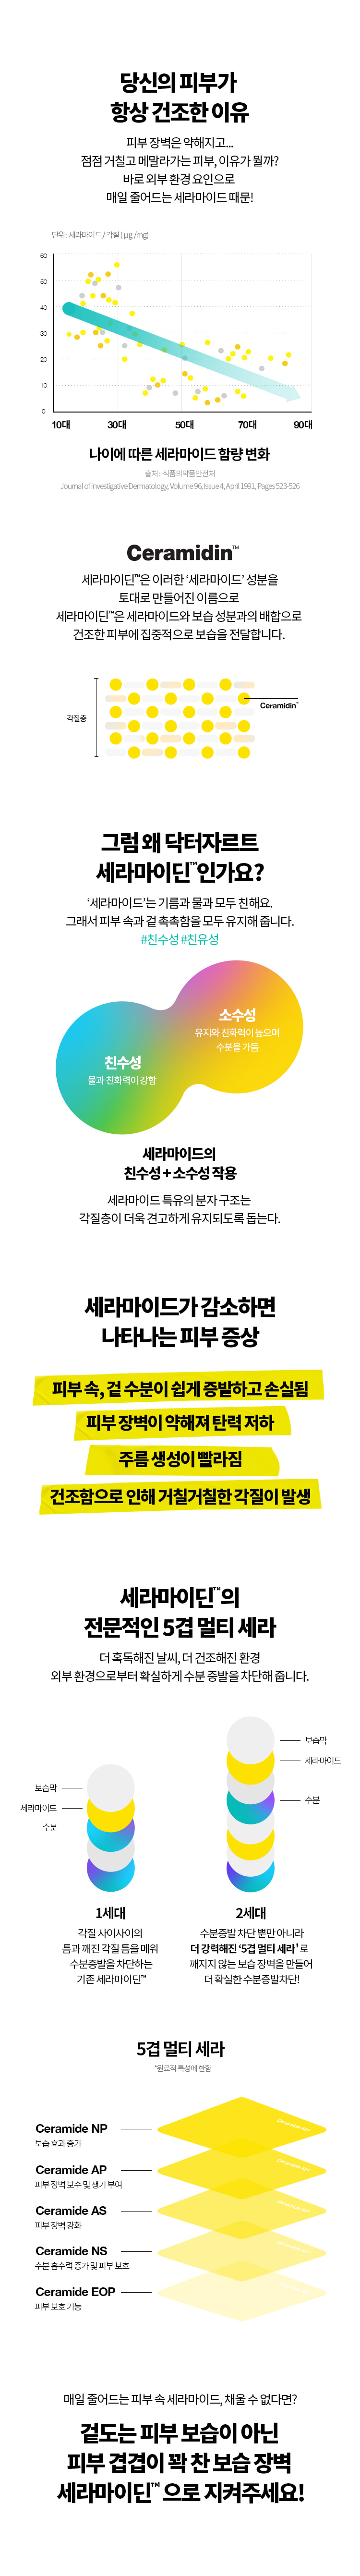 당신의 피부가
항상 건조한 이유
피부 장벽은 약해지고...
점점 거칠고 메말라가는 피부, 이유가 뭘까?
바로 외부 환경 요인으로
매일 줄어드는 세라마이드 때문!
단위 : 세라마이드 / 각질 ( μg /mg)
60
50
40
30
20
10
0
10대 30대 50대 70대 90대
나이에 따른 세라마이드 함량 변화
출처 : 식품의약품안전처
Journal of investigative Dermatology, Volume 96, Issue 4, April 1991, Pages 523-526
Ceramidin™
세라마이딘™은 이러한 ‘세라마이드’ 성분을
토대로 만들어진 이름으로
세라마이딘™은 세라마이드와 보습 성분과의 배합으로
건조한 피부에 집중적으로 보습을 전달합니다.
각질층
Ceramidin™
그럼 왜 닥터자르트
세라마이딘™인가요?
‘세라마이드’는 기름과 물과 모두 친해요.
그래서 피부 속과 겉 촉촉함을 모두 유지해 줍니다.
#친수성 #친유성
소수성
유지와 친화력이 높으며
수분을 가둠
친수성
물과 친화력이 강함
세라마이드의
친수성 + 소수성 작용
세라마이드 특유의 분자 구조는
각질층이 더욱 견고하게 유지되도록 돕는다.
세라마이드가 감소하면
나타나는 피부 증상
피부 속, 겉 수분이 쉽게 증발하고 손실됨
피부 장벽이 약해져 탄력 저하
주름 생성이 빨라짐
건조함으로 인해 거칠거칠한 각질이 발생
세라마이딘™의
전문적인 5겹 멀티 세라
더 혹독해진 날씨, 더 건조해진 환경
외부 환경으로부터 확실하게 수분 증발을 차단해 줍니다.
보습막
세라마이드
수분
1세대
각질 사이사이의
틈과 깨진 각질 틈을 메워
수분증발을 차단하는
기존 세라마이딘™
보습막
세라마이드
수분
2세대
수분증발 차단 뿐만 아니라
더 강력해진 ‘5겹 멀티 세라’ 로
깨지지 않는 보습 장벽을 만들어
더 확실한 수분증발차단!
5겹 멀티 세라
*원료적 특성에 한함
Ceramide NP
보습 효과 증가
Ceramide AP
피부 장벽 보수 및 생기 부여
Ceramide AS
피부 장벽 강화
Ceramide NS
수분 흡수력 증가 및 피부 보호
Ceramide EOP
피부 보호 기능
매일 줄어드는 피부 속 세라마이드, 채울 수 없다면?
겉도는 피부 보습이 아닌
피부 겹겹이 꽉 찬 보습 장벽
세라마이딘™ 으로 지켜주세요!